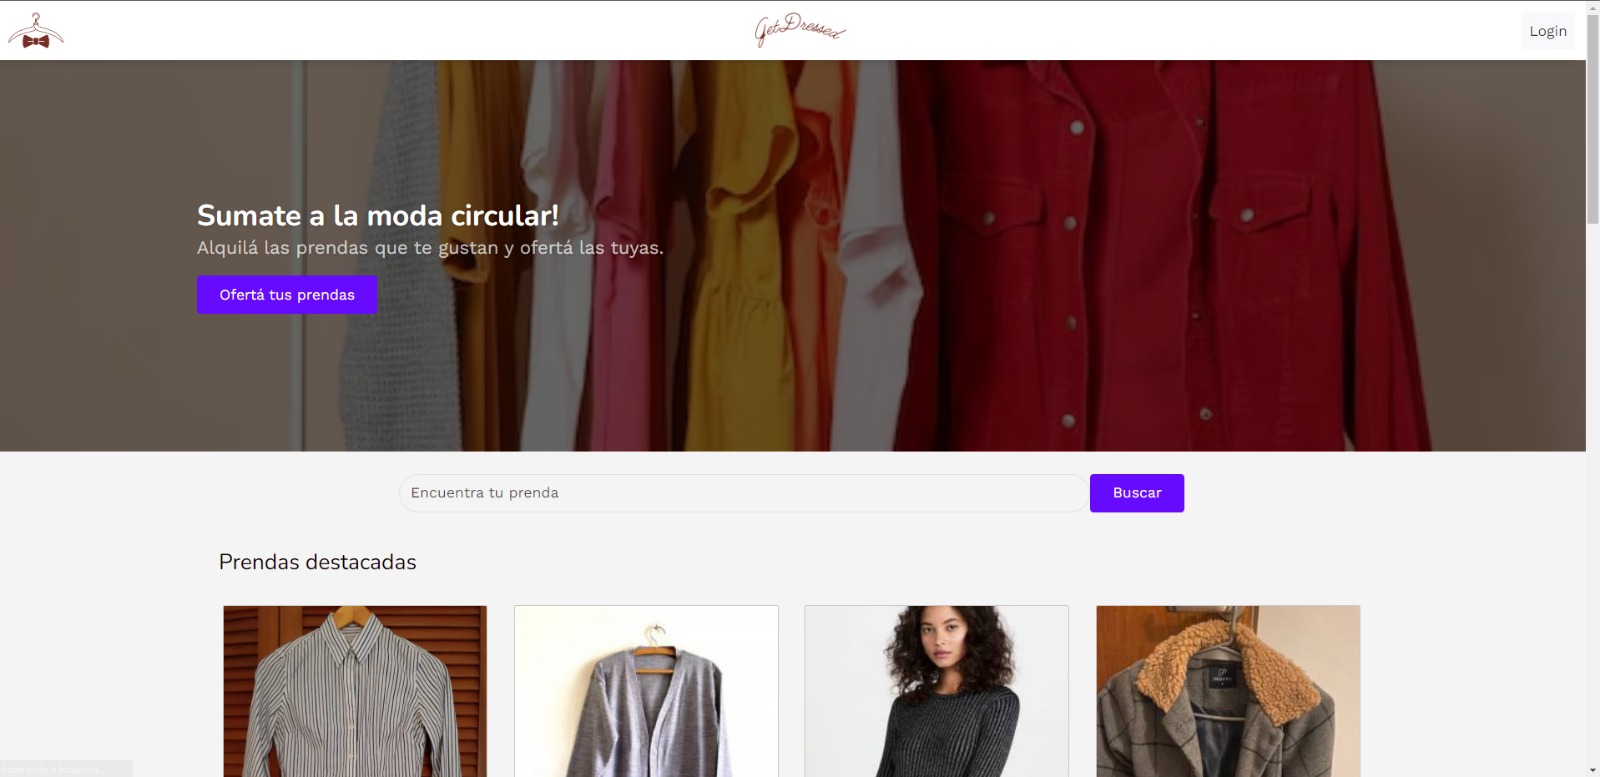 GetDressed
Login
Sumate a la moda circular!
Alquilá las prendas que te gustan y ofertá las tuyas.
Ofertá tus prendas
Encuentra tu prenda
Buscar
Prendas destacadas
Esperando a localhost...